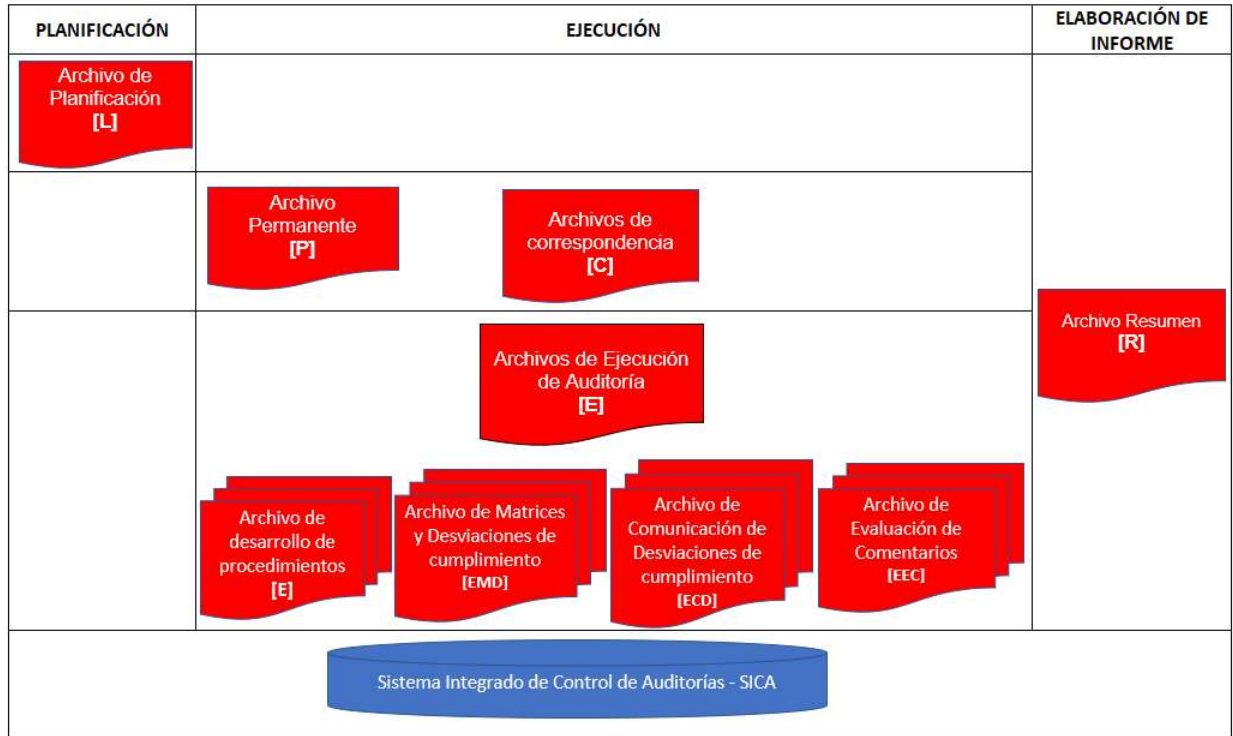 PLANIFICACIÓN
EJECUCIÓN
ELABORACIÓN DE
INFORME
Archivo de
Planificación
[L]
Archivo
Permanente
[P]
Archivos de
correspondencia
[C]
Archivo Resumen
[R]
Archivos de Ejecución
de Auditoría
[E]
Archivo de
desarrollo de
procedimientos
[E]
Archivo de Matrices
y Desviaciones de
cumplimiento
[EMD]
Archivo de
Comunicación de
Desviaciones de
cumplimiento
[ECD]
Archivo de
Evaluación de
Comentarios
[EEC]
Sistema Integrado de Control de Auditorías - SICA